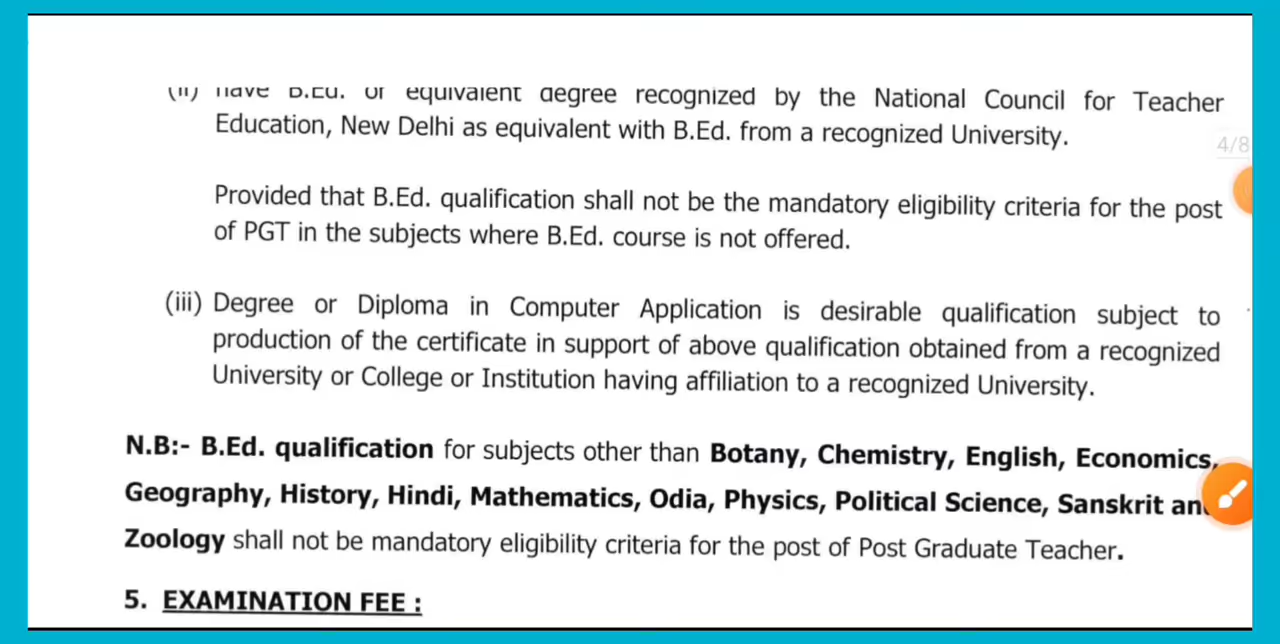 (ii) have B.Ed. or equivalent degree recognized by the National Council for Teacher
Education, New Delhi as equivalent with B.Ed. from a recognized University.
4/8
Provided that B.Ed. qualification shall not be the mandatory eligibility criteria for the post
of PGT in the subjects where B.Ed. course is not offered.
(iii) Degree or Diploma in Computer Application is desirable qualification subject to
production of the certificate in support of above qualification obtained from a recognized
University or College or Institution having affiliation to a recognized University.
N.B:- B.Ed. qualification for subjects other than Botany, Chemistry, English, Economics,
Geography, History, Hindi, Mathematics, Odia, Physics, Political Science, Sanskrit and
Zoology shall not be mandatory eligibility criteria for the post of Post Graduate Teacher.
5. EXAMINATION FEE :